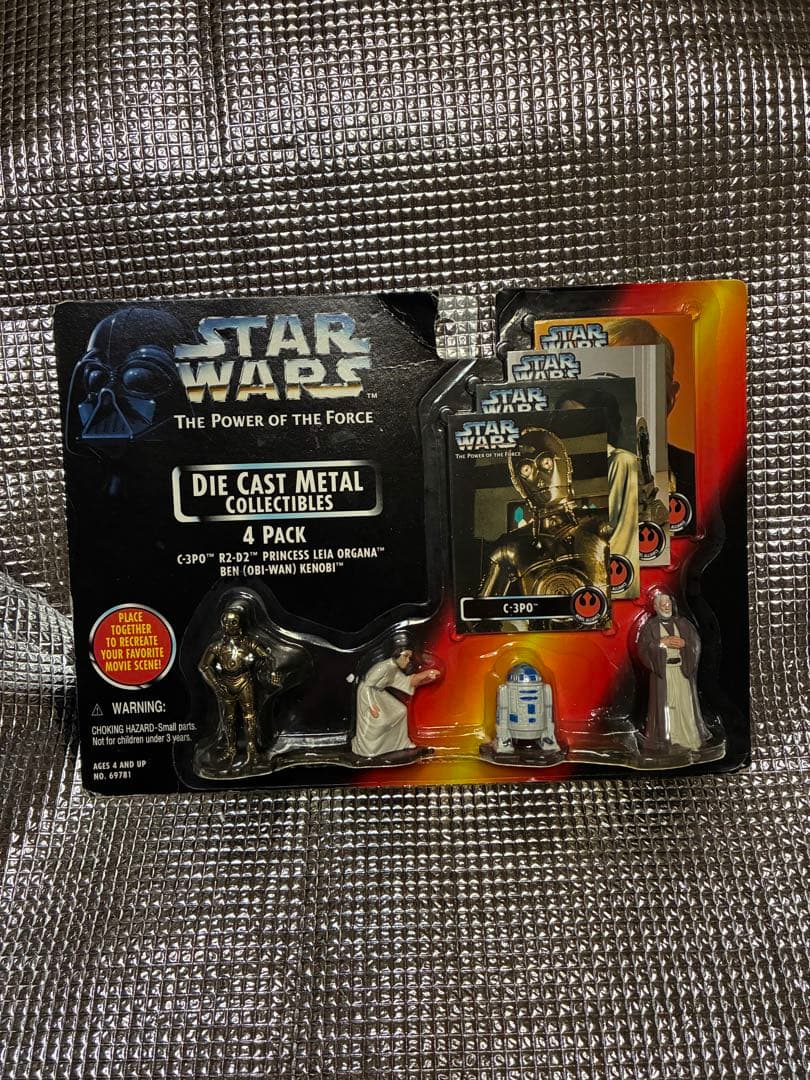 STAR
WARS™
THE POWER OF THE FORCE
DIE CAST METAL
COLLECTIBLES
4 PACK
C-3PO™ R2-D2™ PRINCESS LEIA ORGANA™
BEN (OBI-WAN) KENOBI™
PLACE
TOGETHER
TO RECREATE
YOUR FAVORITE
MOVIE SCENE!
⚠ WARNING:
CHOKING HAZARD-Small parts.
Not for children under 3 years.
AGES 4 AND UP
NO. 69781
STAR
WARS
STAR
WARS
STAR
WARS
STAR
WARS
THE POWER OF THE FORCE
C-3PO™